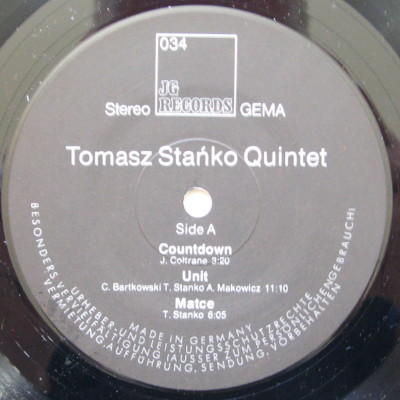 034
JG
RECORDS
Stereo GEMA
Tomasz Stańko Quintet
Side A
Countdown
J. Coltrane 3:20
Unit
C. Bartkowski T. Stanko A. Makowicz 11:10
Matce
T. Stanko 6:05
MADE IN GERMANY
URHEBER- UND LEISTUNGSSCHUTZRECHTE
BESONDERS VERVIELFÄLTIGUNG (AUSSER ZUM PERSÖNLICHEN GEBRAUCH)
VERMIETUNG, AUFFÜHRUNG, SENDUNG, VORBEHALTEN